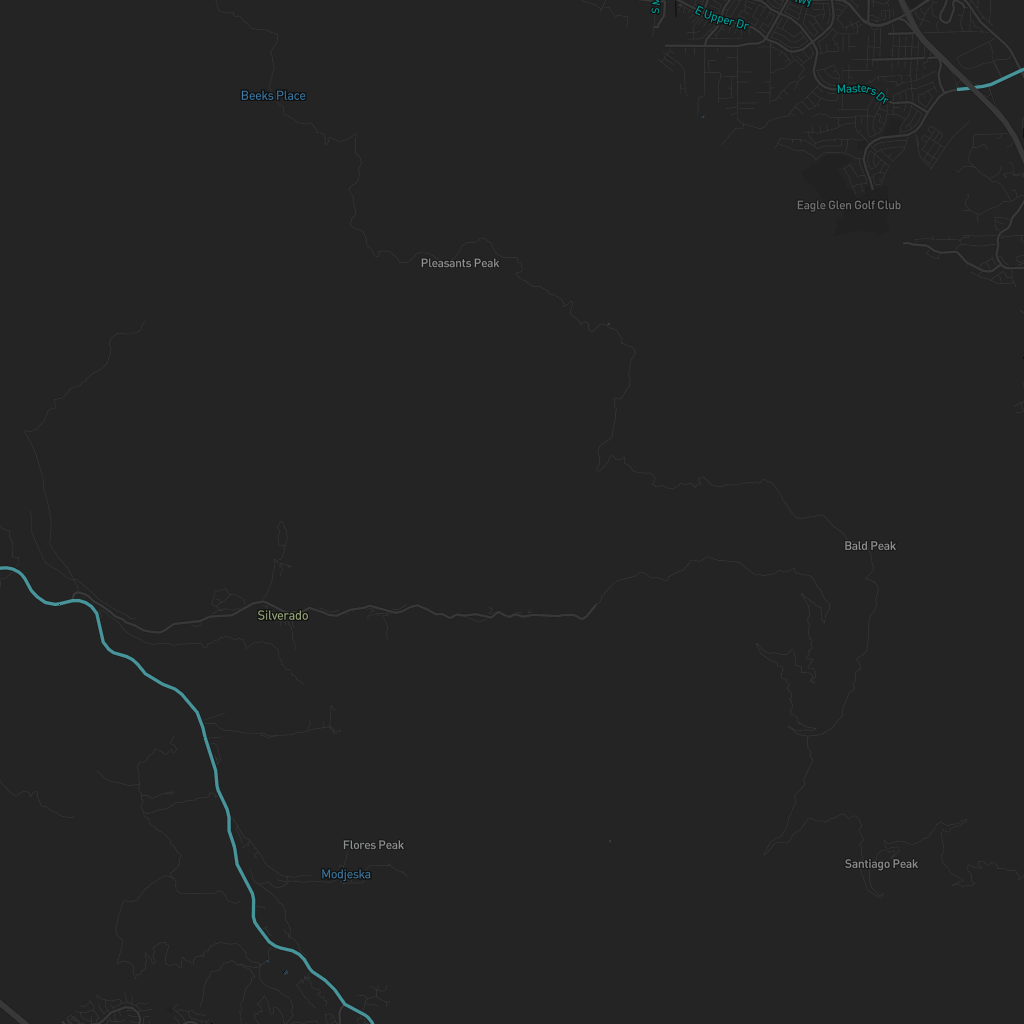 E Upper Dr
Beeks Place
Masters Dr
Eagle Glen Golf Club
Pleasants Peak
Bald Peak
Silverado
Flores Peak
Santiago Peak
Modjeska